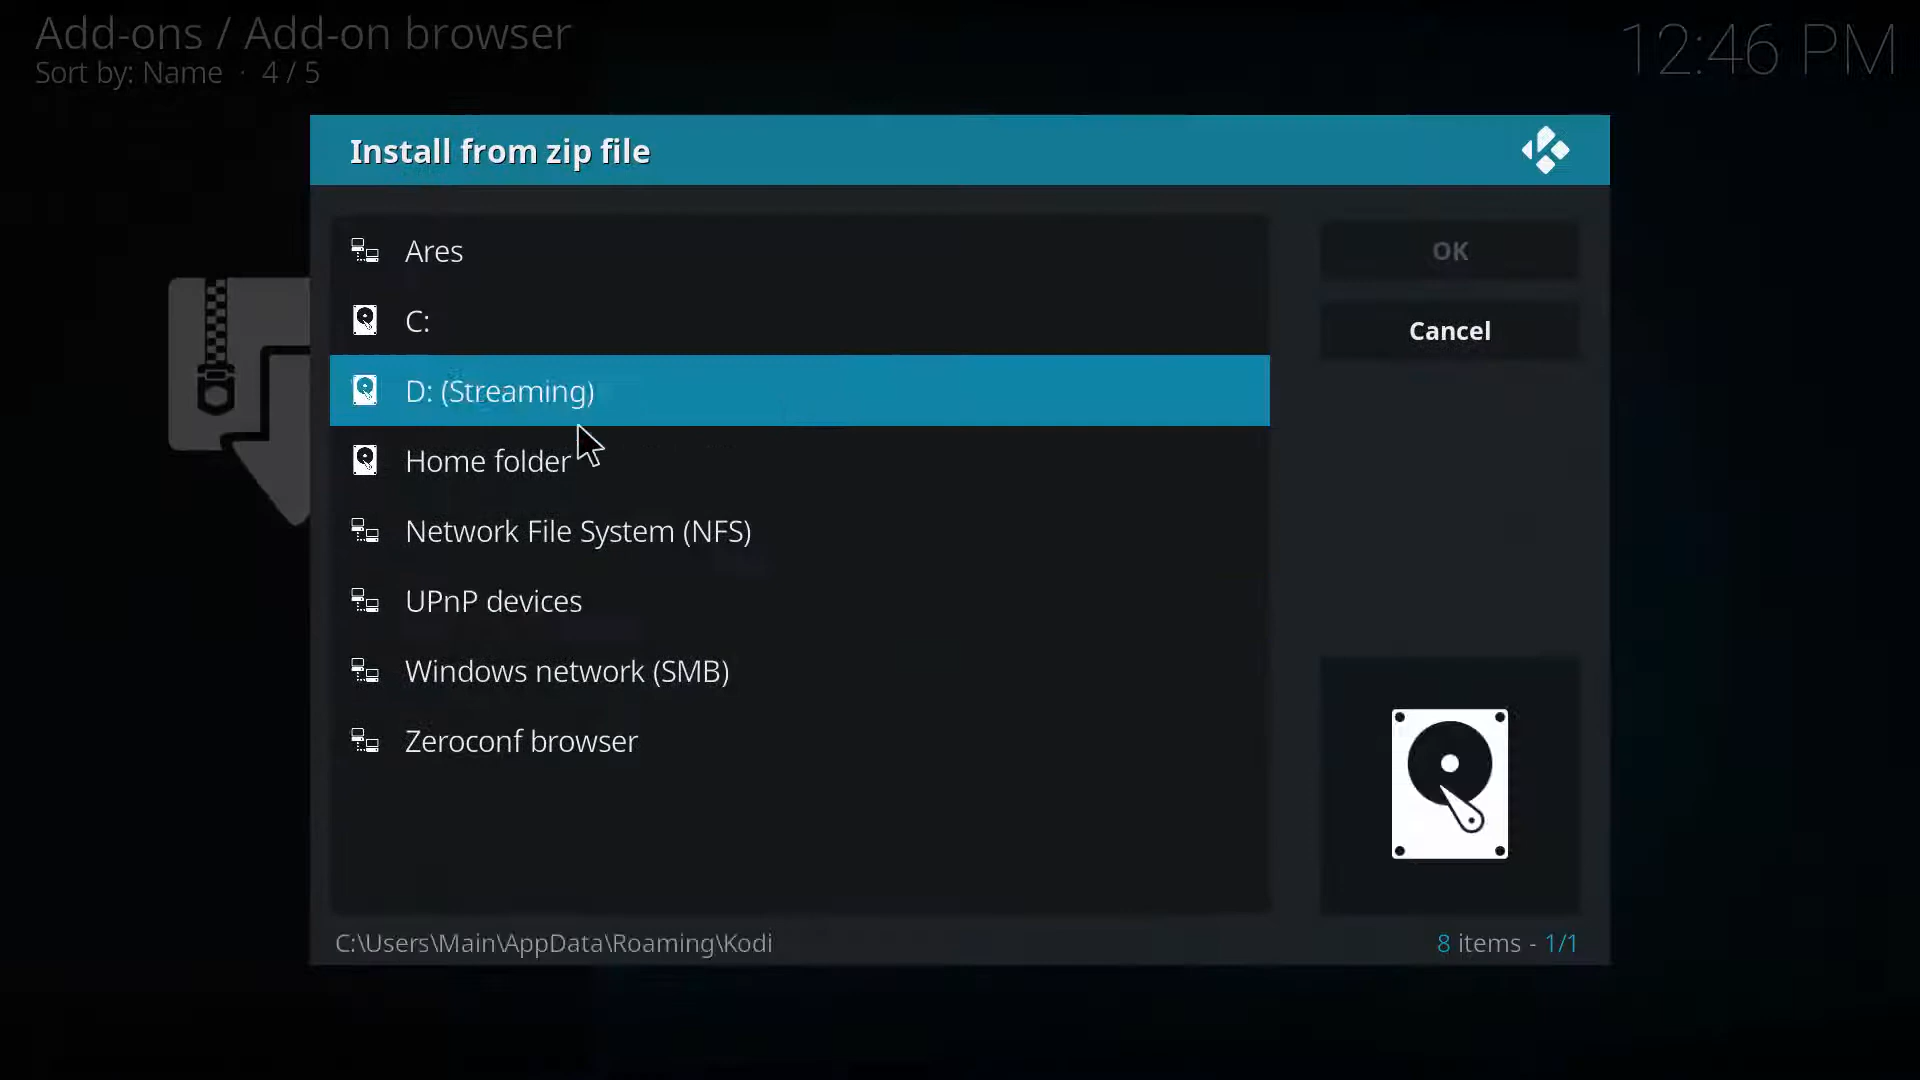 Add-ons / Add-on browser
Sort by: Name · 4 / 5
12:46 PM
Install from zip file
Ares
C:
D: (Streaming)
Home folder
Network File System (NFS)
UPnP devices
Windows network (SMB)
Zeroconf browser
OK
Cancel
C:\Users\Main\AppData\Roaming\Kodi
8 items - 1/1